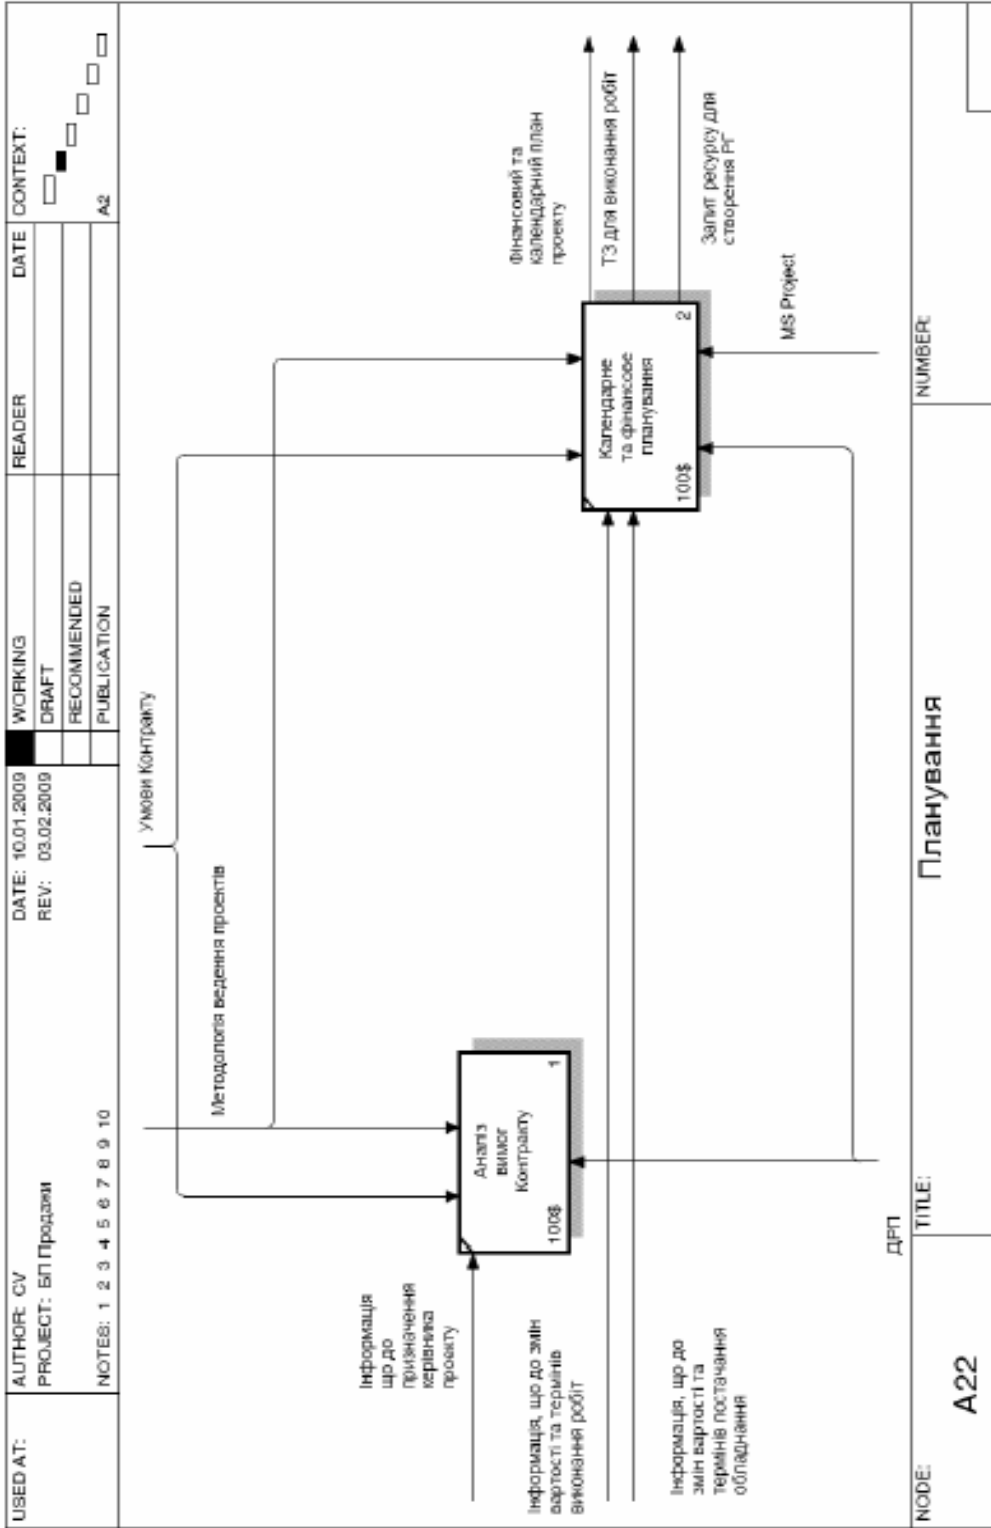 USED AT:
AUTHOR: CV
DATE: 10.01.2009
WORKING
READER
DATE
CONTEXT:
PROJECT: БП Продажи
REV: 03.02.2009
DRAFT
RECOMMENDED
NOTES: 1 2 3 4 5 6 7 8 9 10
PUBLICATION
A2
Умови Контракту
Методологія ведення проектів
Інформація
що до
призначення
керівника
проекту
Аналіз
вимог
Контракту
100$
1
Фінансовий та
календарний план
проекту
ТЗ для виконання робіт
Запит ресурсу для
створення РГ
Інформація, що до змін
вартості та термінів
виконання робіт
Календарне
та фінансове
планування
100$
2
Інформація, що до
змін вартості та
термінів постачання
обладнання
MS Project
ДРП
NODE:
TITLE:
NUMBER:
A22
Планування